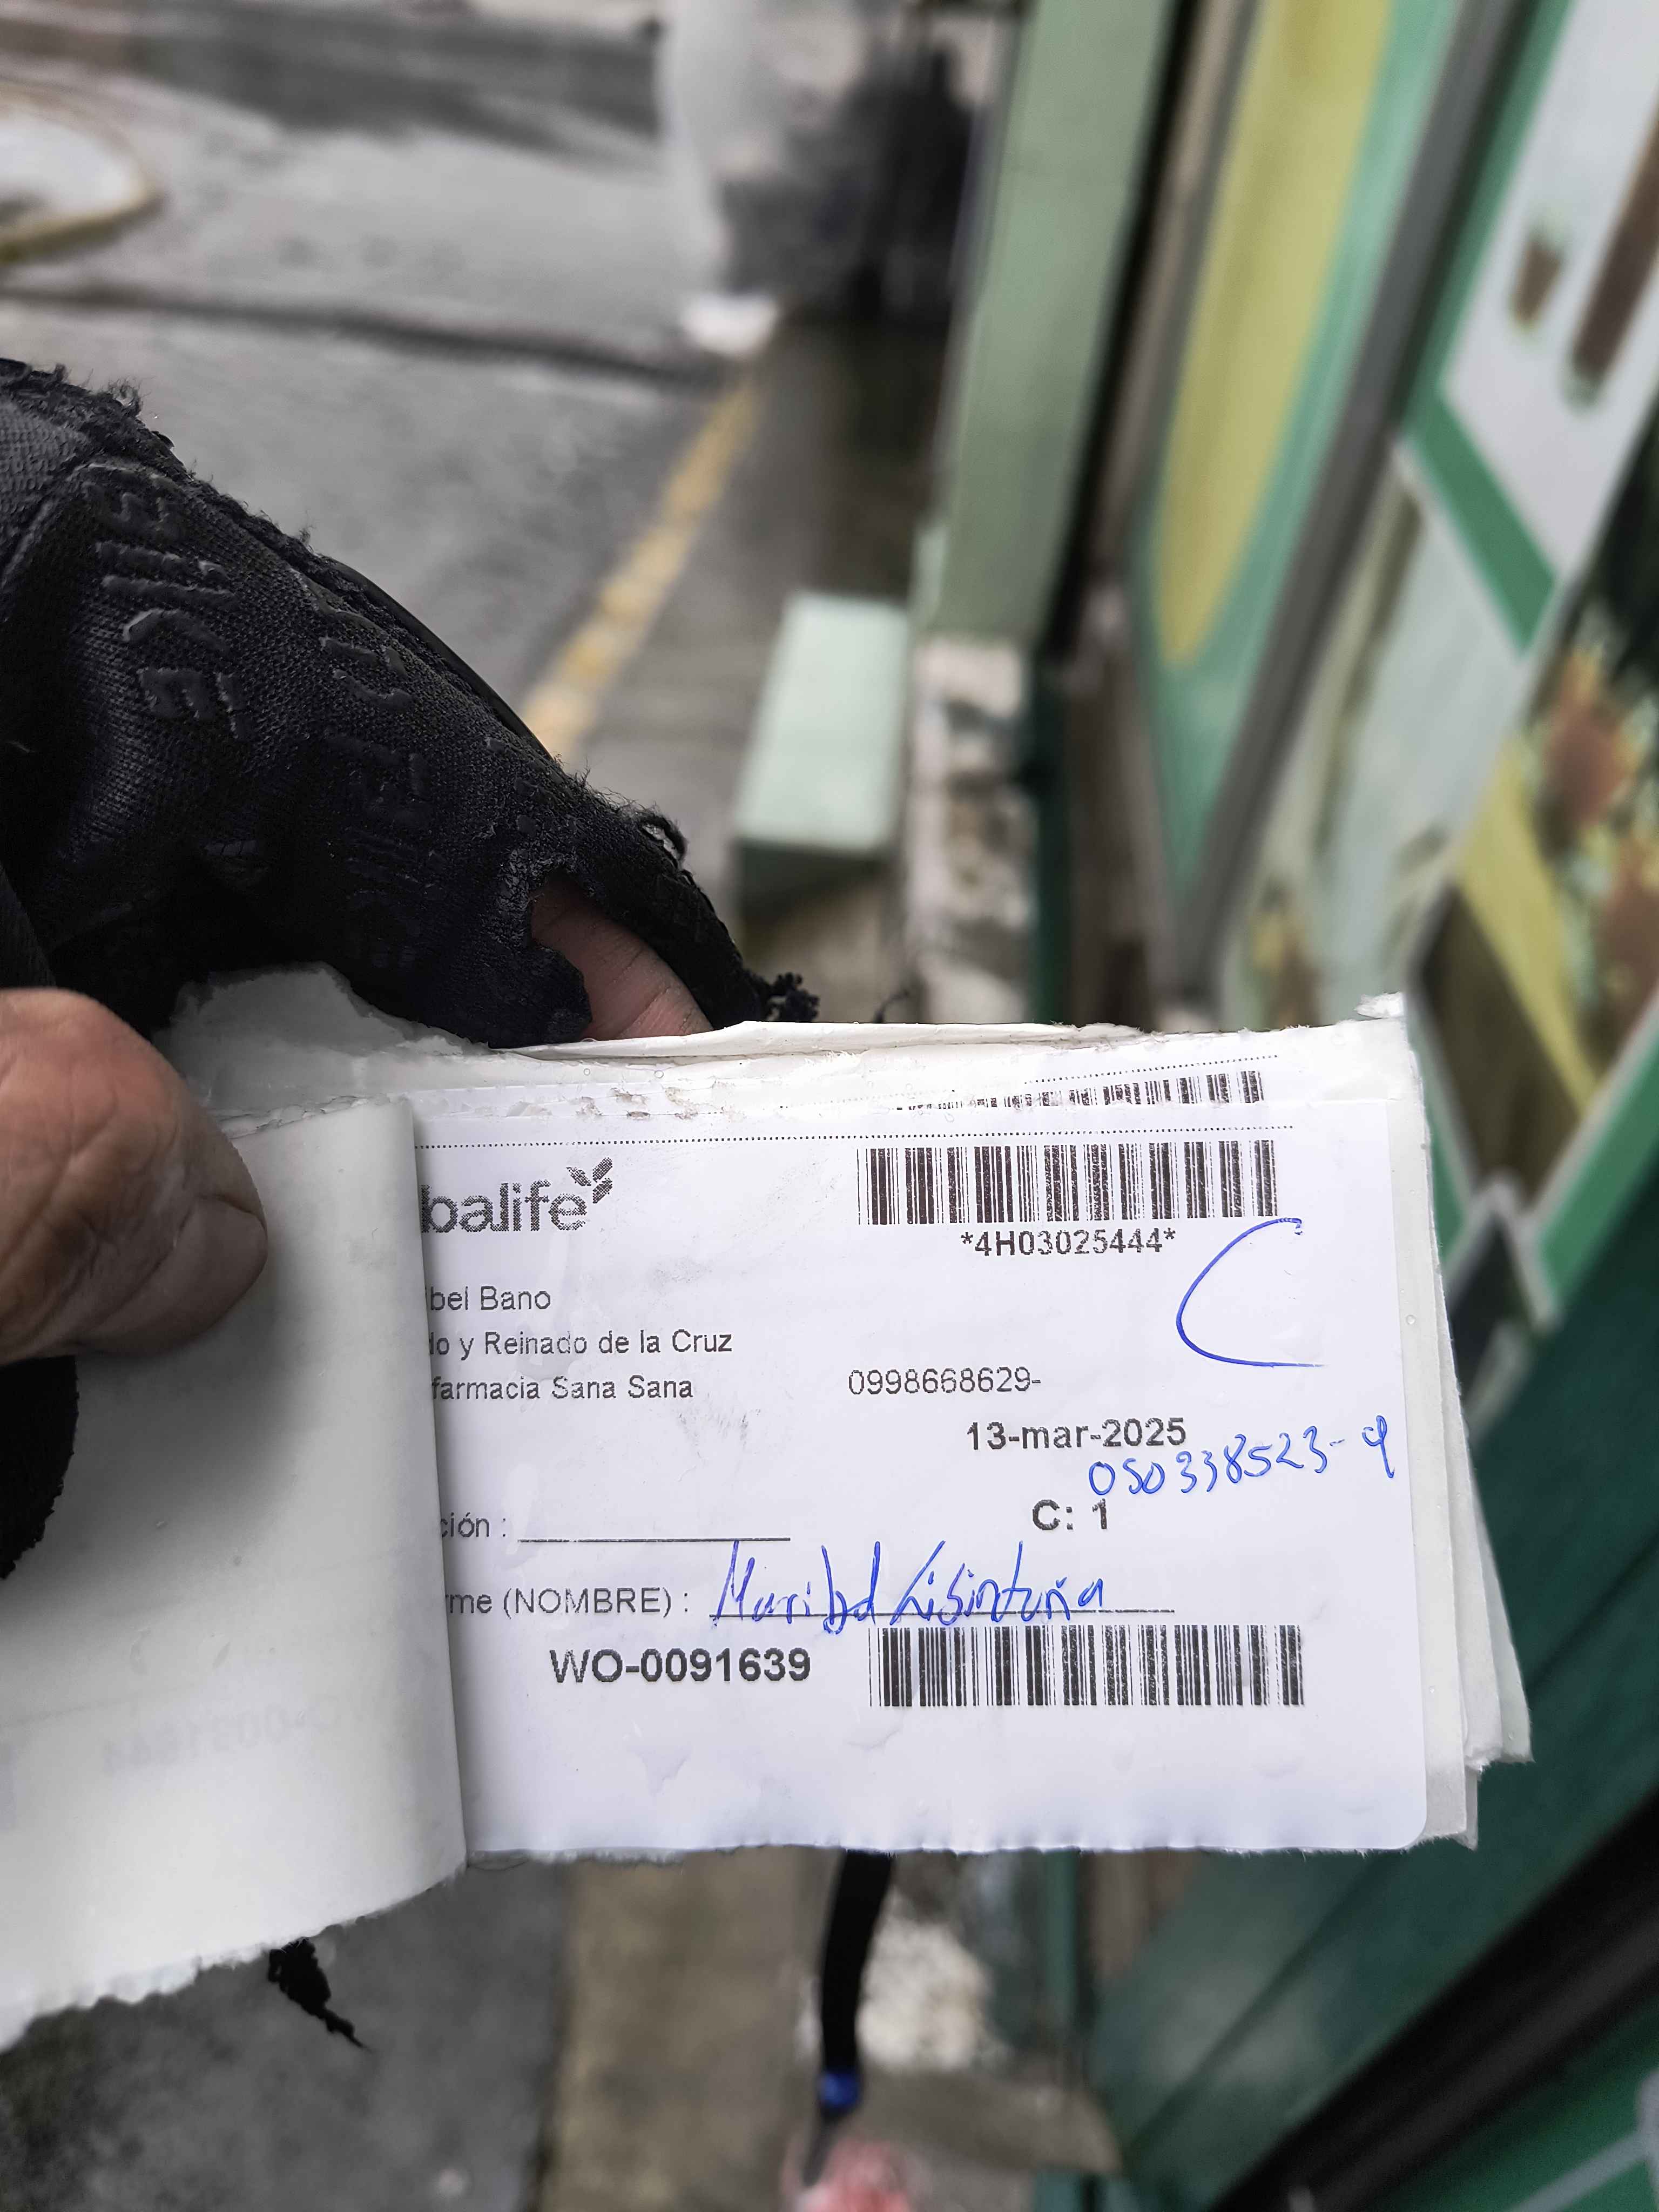 balife
*4H03025444*
bel Bano
do y Reinado de la Cruz
farmacia Sana Sana
0998668629-
13-mar-2025
050338523-9
C: 1
ción :
rme (NOMBRE) : Maribel
WO-0091639